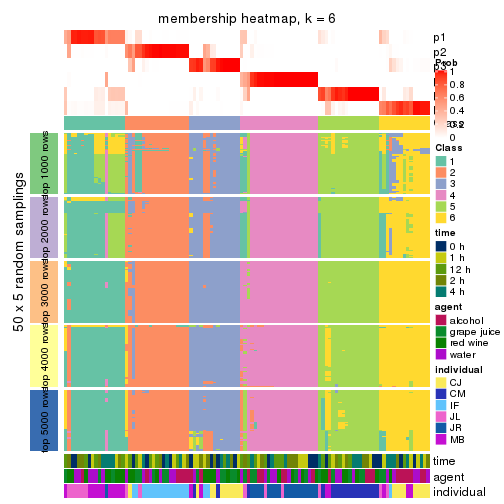 membership heatmap, k = 6
p1
p2
Prob
1
0.8
0.6
0.4
0.2
0
Class
1
2
3
4
5
6
time
0 h
1 h
12 h
2 h
4 h
agent
alcohol
grape juice
red wine
water
individual
CJ
CM
IF
JL
JR
MB
50 x 5 random samplings
top 1000 rows
top 2000 rows
top 3000 rows
top 4000 rows
top 5000 rows
time
agent
individual